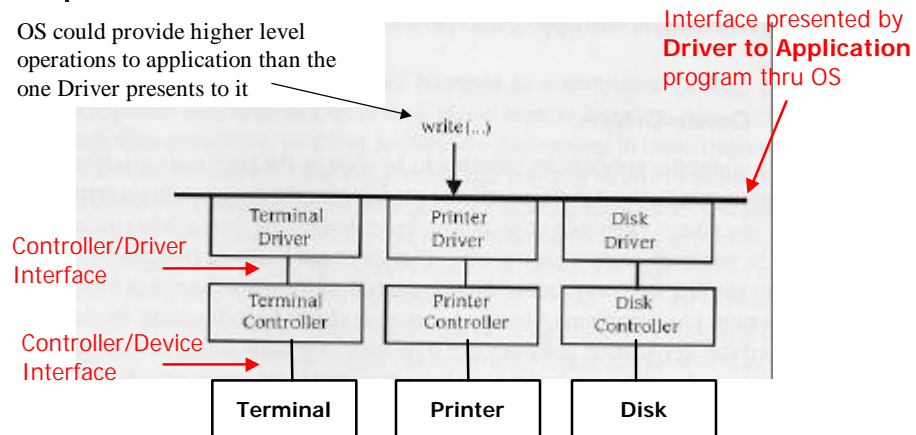 OS could provide higher level
operations to application than the
one Driver presents to it
Interface presented by
Driver to Application
program thru OS
write(...)
Terminal
Driver
Printer
Driver
Disk
Driver
Controller/Driver
Interface
Terminal
Controller
Printer
Controller
Disk
Controller
Controller/Device
Interface
Terminal
Printer
Disk